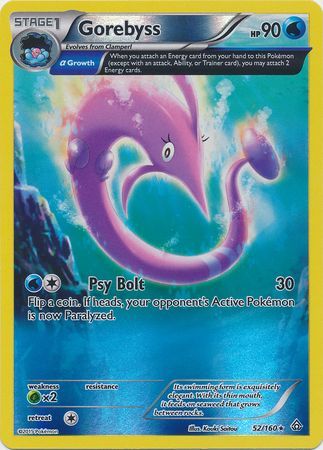 STAGE1
Gorebyss
HP 90
Evolves from Clamperl
α Growth
When you attach an Energy card from your hand to this Pokémon
(except with an attack, Ability, or Trainer card), you may attach 2
Energy cards.
Psy Bolt 30
Flip a coin. If heads, your opponent's Active Pokémon
is now Paralyzed.
weakness
×2
resistance
retreat
Its swimming form is exquisitely
elegant. With its thin mouth,
it feeds on seaweed that grows
between rocks.
©2015 Pokémon
Illus. Kouki Saitou
52/160